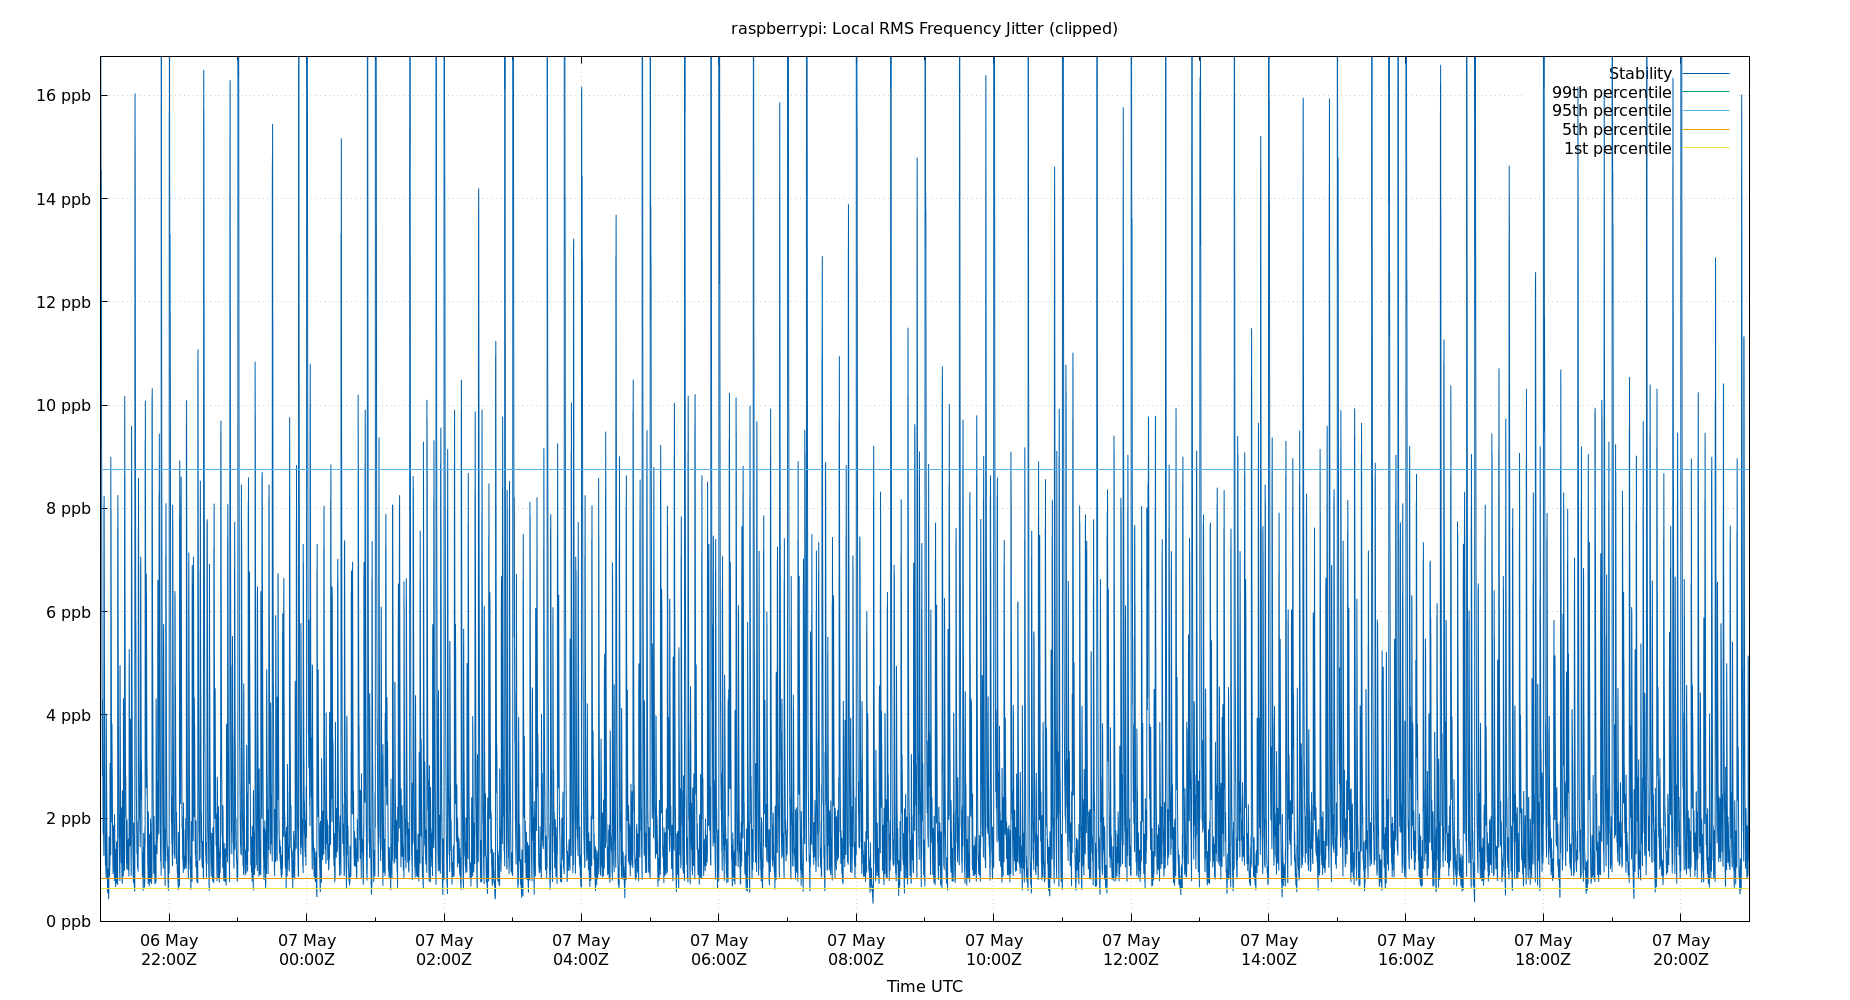 raspberrypi: Local RMS Frequency Jitter (clipped)
Stability
99th percentile
95th percentile
5th percentile
1st percentile
16 ppb
14 ppb
12 ppb
10 ppb
8 ppb
6 ppb
4 ppb
2 ppb
0 ppb
06 May 07 May 07 May 07 May 07 May 07 May 07 May 07 May 07 May 07 May 07 May 07 May
22:00Z 00:00Z 02:00Z 04:00Z 06:00Z 08:00Z 10:00Z 12:00Z 14:00Z 16:00Z 18:00Z 20:00Z
Time UTC